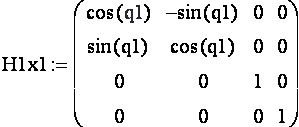 cos(q1) -sin(q1) 0 0
H1x1 := sin(q1) cos(q1) 0 0
0 0 1 0
0 0 0 1